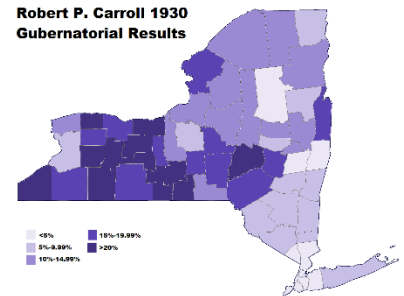 Robert P. Carroll 1930
Gubernatorial Results
<5%
5%-9.99%
10%-14.99%
15%-19.99%
>20%